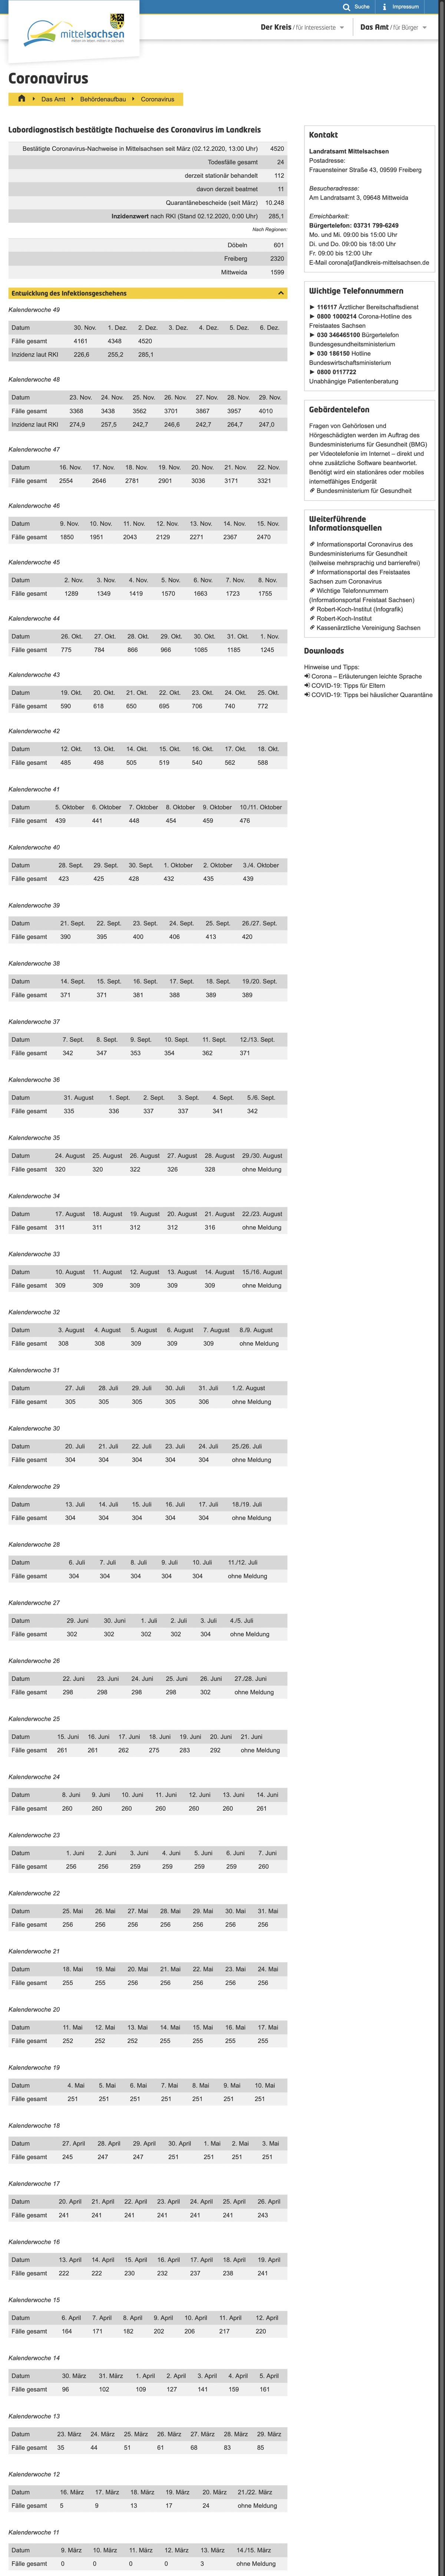 Suche
Impressum
mittelsachsen
Der Kreis / für Interessierte
Das Amt / für Bürger
Coronavirus
Das Amt
Behördenaufbau
Coronavirus
Labordiagnostisch bestätigte Nachweise des Coronavirus im Landkreis
Bestätigte Coronavirus-Nachweise in Mittelsachsen seit März (02.12.2020, 13:00 Uhr) 4520
Todesfälle gesamt 24
derzeit stationär behandelt 112
davon derzeit beatmet 11
Quarantänebescheide (seit März) 10.248
Inzidenzwert nach RKI (Stand 02.12.2020, 0:00 Uhr) 285,1
Nach Regionen:
Döbeln 601
Freiberg 2320
Mittweida 1599
Entwicklung des Infektionsgeschehens
Kalenderwoche 49
Datum 30. Nov. 1. Dez. 2. Dez. 3. Dez. 4. Dez. 5. Dez. 6. Dez.
Fälle gesamt 4161 4348 4520
Inzidenz laut RKI 226,6 255,2 285,1
Kalenderwoche 48
Datum 23. Nov. 24. Nov. 25. Nov. 26. Nov. 27. Nov. 28. Nov. 29. Nov.
Fälle gesamt 3368 3438 3562 3701 3867 3957 4010
Inzidenz laut RKI 274,9 257,5 242,7 246,6 242,7 264,7 247,0
Kalenderwoche 47
Datum 16. Nov. 17. Nov. 18. Nov. 19. Nov. 20. Nov. 21. Nov. 22. Nov.
Fälle gesamt 2554 2646 2781 2901 3036 3171 3321
Kalenderwoche 46
Datum 9. Nov. 10. Nov. 11. Nov. 12. Nov. 13. Nov. 14. Nov. 15. Nov.
Fälle gesamt 1850 1951 2043 2129 2271 2367 2470
Kalenderwoche 45
Datum 2. Nov. 3. Nov. 4. Nov. 5. Nov. 6. Nov. 7. Nov. 8. Nov.
Fälle gesamt 1289 1349 1419 1570 1663 1723 1755
Kalenderwoche 44
Datum 26. Okt. 27. Okt. 28. Okt. 29. Okt. 30. Okt. 31. Okt. 1. Nov.
Fälle gesamt 775 784 866 966 1085 1185 1245
Kalenderwoche 43
Datum 19. Okt. 20. Okt. 21. Okt. 22. Okt. 23. Okt. 24. Okt. 25. Okt.
Fälle gesamt 590 618 650 695 706 740 772
Kalenderwoche 42
Datum 12. Okt. 13. Okt. 14. Okt. 15. Okt. 16. Okt. 17. Okt. 18. Okt.
Fälle gesamt 485 498 505 519 540 562 588
Kalenderwoche 41
Datum 5. Oktober 6. Oktober 7. Oktober 8. Oktober 9. Oktober 10./11. Oktober
Fälle gesamt 439 441 448 454 459 476
Kalenderwoche 40
Datum 28. Sept. 29. Sept. 30. Sept. 1. Oktober 2. Oktober 3./4. Oktober
Fälle gesamt 423 425 428 432 435 439
Kalenderwoche 39
Datum 21. Sept. 22. Sept. 23. Sept. 24. Sept. 25. Sept. 26./27. Sept.
Fälle gesamt 390 395 400 406 413 420
Kalenderwoche 38
Datum 14. Sept. 15. Sept. 16. Sept. 17. Sept. 18. Sept. 19./20. Sept.
Fälle gesamt 371 371 381 388 389 389
Kalenderwoche 37
Datum 7. Sept. 8. Sept. 9. Sept. 10. Sept. 11. Sept. 12./13. Sept.
Fälle gesamt 342 347 353 354 362 371
Kalenderwoche 36
Datum 31. August 1. Sept. 2. Sept. 3. Sept. 4. Sept. 5./6. Sept.
Fälle gesamt 335 336 337 337 341 342
Kalenderwoche 35
Datum 24. August 25. August 26. August 27. August 28. August 29./30. August
Fälle gesamt 320 320 322 326 328 ohne Meldung
Kalenderwoche 34
Datum 17. August 18. August 19. August 20. August 21. August 22./23. August
Fälle gesamt 311 311 312 312 316 ohne Meldung
Kalenderwoche 33
Datum 10. August 11. August 12. August 13. August 14. August 15./16. August
Fälle gesamt 309 309 309 309 309 ohne Meldung
Kalenderwoche 32
Datum 3. August 4. August 5. August 6. August 7. August 8./9. August
Fälle gesamt 308 308 309 309 309 ohne Meldung
Kalenderwoche 31
Datum 27. Juli 28. Juli 29. Juli 30. Juli 31. Juli 1./2. August
Fälle gesamt 305 305 305 305 306 ohne Meldung
Kalenderwoche 30
Datum 20. Juli 21. Juli 22. Juli 23. Juli 24. Juli 25./26. Juli
Fälle gesamt 304 304 304 304 304 ohne Meldung
Kalenderwoche 29
Datum 13. Juli 14. Juli 15. Juli 16. Juli 17. Juli 18./19. Juli
Fälle gesamt 304 304 304 304 304 ohne Meldung
Kalenderwoche 28
Datum 6. Juli 7. Juli 8. Juli 9. Juli 10. Juli 11./12. Juli
Fälle gesamt 304 304 304 304 304 ohne Meldung
Kalenderwoche 27
Datum 29. Juni 30. Juni 1. Juli 2. Juli 3. Juli 4./5. Juli
Fälle gesamt 302 302 302 302 304 ohne Meldung
Kalenderwoche 26
Datum 22. Juni 23. Juni 24. Juni 25. Juni 26. Juni 27./28. Juni
Fälle gesamt 298 298 298 298 302 ohne Meldung
Kalenderwoche 25
Datum 15. Juni 16. Juni 17. Juni 18. Juni 19. Juni 20. Juni 21. Juni
Fälle gesamt 261 261 262 275 283 292 ohne Meldung
Kalenderwoche 24
Datum 8. Juni 9. Juni 10. Juni 11. Juni 12. Juni 13. Juni 14. Juni
Fälle gesamt 260 260 260 260 260 260 261
Kalenderwoche 23
Datum 1. Juni 2. Juni 3. Juni 4. Juni 5. Juni 6. Juni 7. Juni
Fälle gesamt 256 256 259 259 259 259 260
Kalenderwoche 22
Datum 25. Mai 26. Mai 27. Mai 28. Mai 29. Mai 30. Mai 31. Mai
Fälle gesamt 256 256 256 256 256 256 256
Kalenderwoche 21
Datum 18. Mai 19. Mai 20. Mai 21. Mai 22. Mai 23. Mai 24. Mai
Fälle gesamt 255 255 256 256 256 256 256
Kalenderwoche 20
Datum 11. Mai 12. Mai 13. Mai 14. Mai 15. Mai 16. Mai 17. Mai
Fälle gesamt 252 252 252 255 255 255 255
Kalenderwoche 19
Datum 4. Mai 5. Mai 6. Mai 7. Mai 8. Mai 9. Mai 10. Mai
Fälle gesamt 251 251 251 251 251 251 251
Kalenderwoche 18
Datum 27. April 28. April 29. April 30. April 1. Mai 2. Mai 3. Mai
Fälle gesamt 245 247 247 251 251 251 251
Kalenderwoche 17
Datum 20. April 21. April 22. April 23. April 24. April 25. April 26. April
Fälle gesamt 241 241 241 241 241 241 243
Kalenderwoche 16
Datum 13. April 14. April 15. April 16. April 17. April 18. April 19. April
Fälle gesamt 222 222 230 232 237 238 241
Kalenderwoche 15
Datum 6. April 7. April 8. April 9. April 10. April 11. April 12. April
Fälle gesamt 164 171 182 202 206 217 220
Kalenderwoche 14
Datum 30. März 31. März 1. April 2. April 3. April 4. April 5. April
Fälle gesamt 96 102 109 127 141 159 161
Kalenderwoche 13
Datum 23. März 24. März 25. März 26. März 27. März 28. März 29. März
Fälle gesamt 35 44 51 61 68 83 85
Kalenderwoche 12
Datum 16. März 17. März 18. März 19. März 20. März 21./22. März
Fälle gesamt 5 9 13 17 24 ohne Meldung
Kalenderwoche 11
Datum 9. März 10. März 11. März 12. März 13. März 14./15. März
Fälle gesamt 0 0 0 0 3 ohne Meldung
Kontakt
Landratsamt Mittelsachsen
Postadresse:
Frauensteiner Straße 43, 09599 Freiberg
Besucheradresse:
Am Landratsamt 3, 09648 Mittweida
Erreichbarkeit:
Bürgertelefon: 03731 799-6249
Mo. und Mi. 09:00 bis 15:00 Uhr
Di. und Do. 09:00 bis 18:00 Uhr
Fr. 09:00 bis 12:00 Uhr
E-Mail corona[at]landkreis-mittelsachsen.de
Wichtige Telefonnummern
► 116117 Ärztlicher Bereitschaftsdienst
► 0800 1000214 Corona-Hotline des
Freistaates Sachsen
► 030 346465100 Bürgertelefon
Bundesgesundheitsministerium
► 030 186150 Hotline
Bundeswirtschaftsministerium
► 0800 0117722
Unabhängige Patientenberatung
Gebärdentelefon
Fragen von Gehörlosen und
Hörgeschädigten werden im Auftrag des
Bundesministeriums für Gesundheit (BMG)
per Videotelefonie im Internet – direkt und
ohne zusätzliche Software beantwortet.
Benötigt wird ein stationäres oder mobiles
internetfähiges Endgerät
Bundesministerium für Gesundheit
Weiterführende
Informationsquellen
Informationsportal Coronavirus des
Bundesministeriums für Gesundheit
(teilweise mehrsprachig und barrierefrei)
Informationsportal des Freistaates
Sachsen zum Coronavirus
Wichtige Telefonnummern
(Informationsportal Freistaat Sachsen)
Robert-Koch-Institut (Infografik)
Robert-Koch-Institut
Kassenärztliche Vereinigung Sachsen
Downloads
Hinweise und Tipps:
Corona – Erläuterungen leichte Sprache
COVID-19: Tipps für Eltern
COVID-19: Tipps bei häuslicher Quarantäne